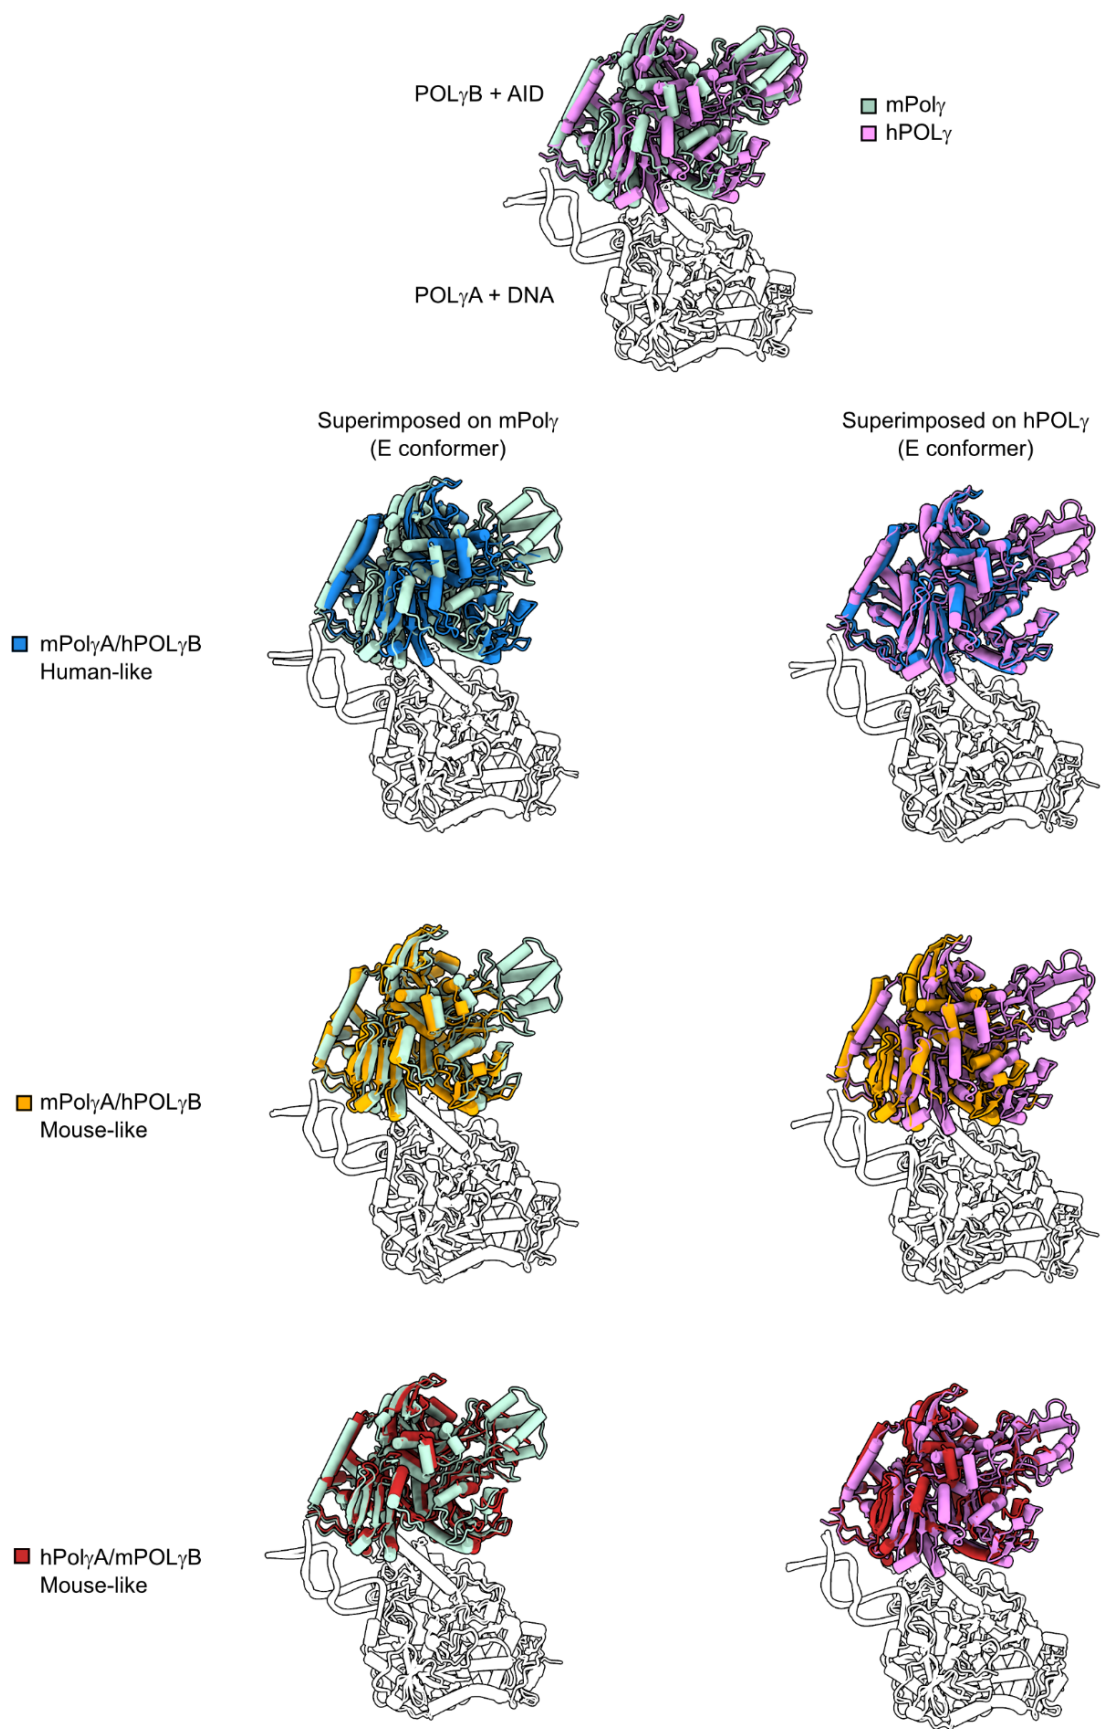 POLγB + AID
mPolγ
hPOLγ
POLγA + DNA
Superimposed on mPolγ
(E conformer)
Superimposed on hPOLγ
(E conformer)
mPolγA/hPOLγB
Human-like
mPolγA/hPOLγB
Mouse-like
hPolγA/mPOLγB
Mouse-like